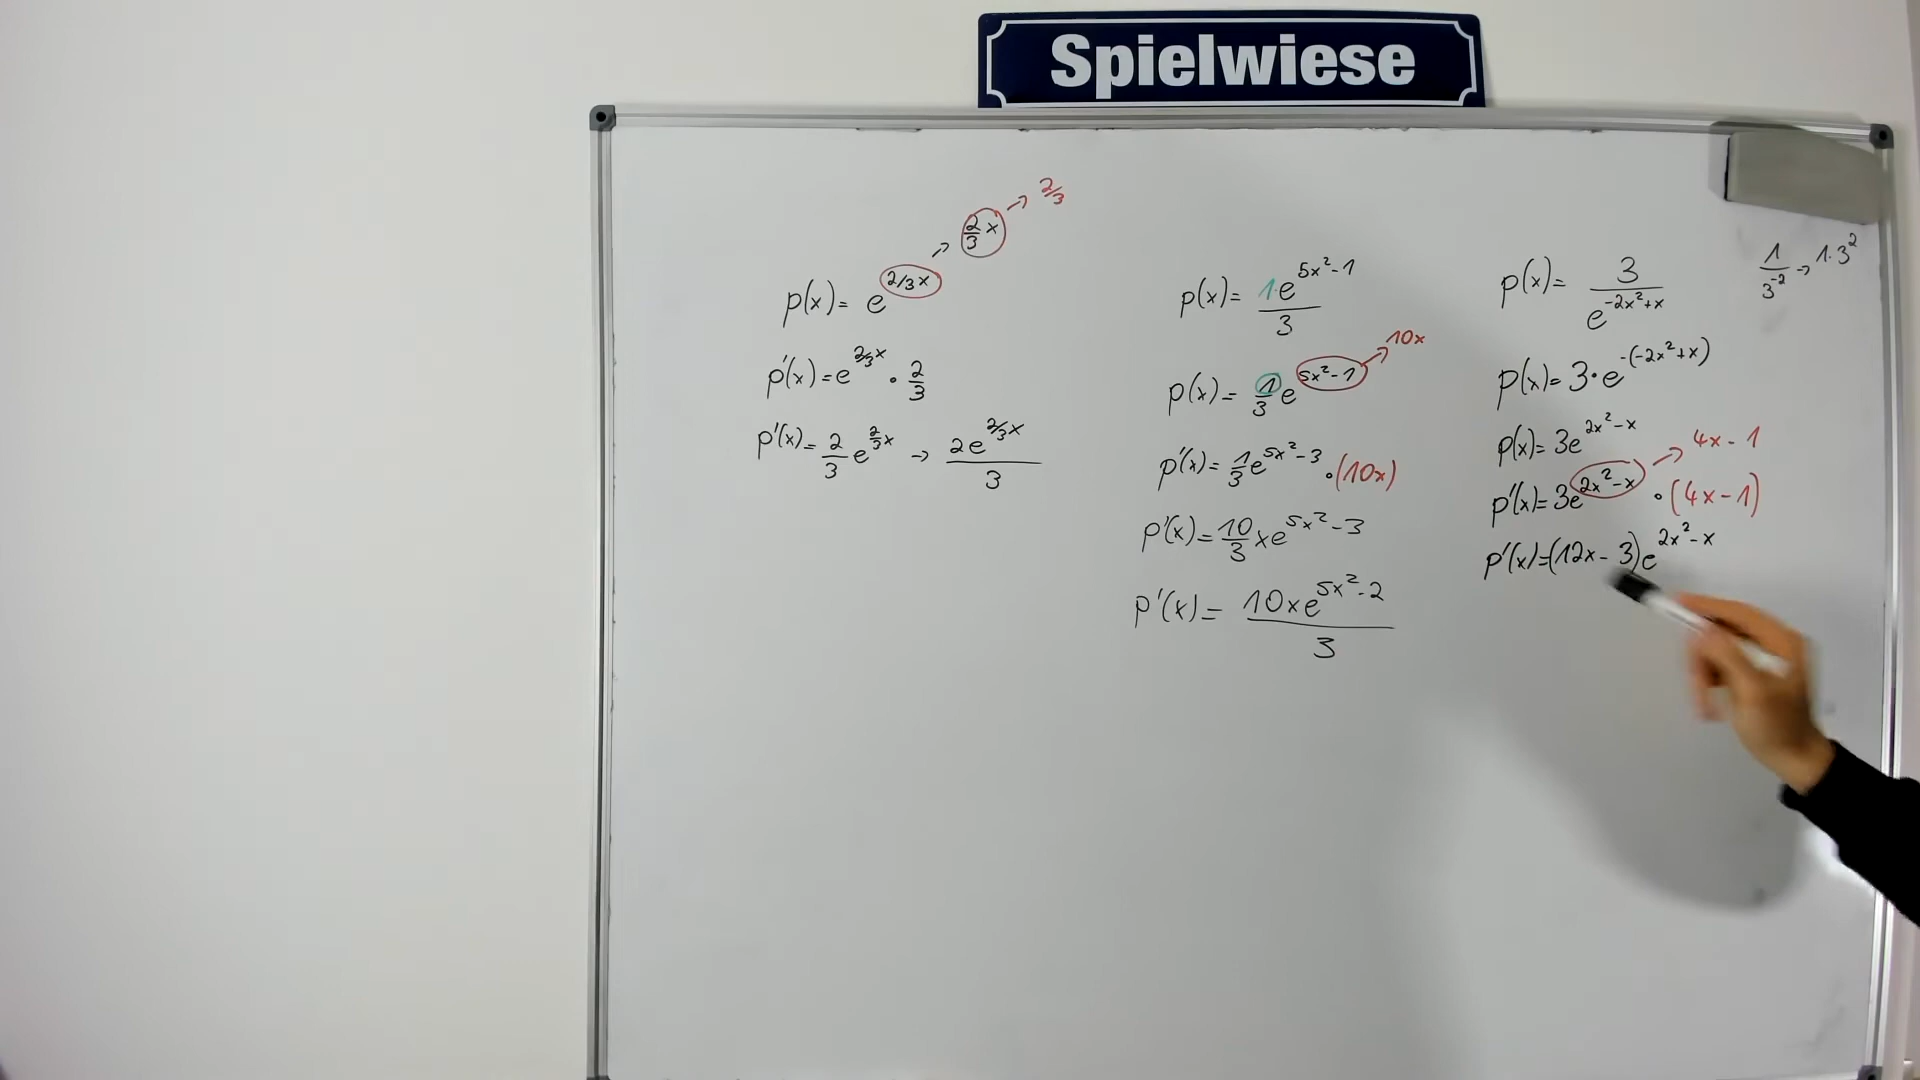 Spielwiese
2/3
2/3 x
p(x) = e^(2/3x)
p'(x) = e^(2/3x) · 2/3
p'(x) = 2/3 e^(2/3x) → 2e^(2/3x)/3
p(x) = 1·e^(5x²-1)/3
10x
p(x) = 1/3 e^(5x²-1)
p'(x) = 1/3 e^(5x²-3) · (10x)
p'(x) = 10/3 xe^(5x²-3)
p'(x) = 10xe^(5x²-2)/3
p(x) = 3/e^(-2x²+x)
1/3^(-2) → 1·3²
p(x) = 3·e^(-(-2x²+x))
p(x) = 3e^(2x²-x)
4x - 1
p'(x) = 3e^(2x²-x) · (4x-1)
p'(x) = (12x-3)e^(2x²-x)